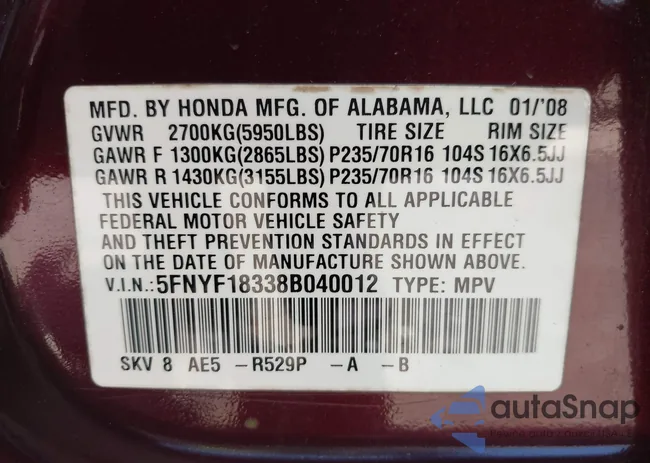 MFD. BY HONDA MFG. OF ALABAMA, LLC 01/'08
GVWR 2700KG(5950LBS) TIRE SIZE RIM SIZE
GAWR F 1300KG(2865LBS) P235/70R16 104S 16X6.5JJ
GAWR R 1430KG(3155LBS) P235/70R16 104S 16X6.5JJ
THIS VEHICLE CONFORMS TO ALL APPLICABLE
FEDERAL MOTOR VEHICLE SAFETY
AND THEFT PREVENTION STANDARDS IN EFFECT
ON THE DATE OF MANUFACTURE SHOWN ABOVE.
V.I.N.:5FNYF18338B040012 TYPE: MPV
SKV 8 AE5 -R529P -A -B
autaSnap